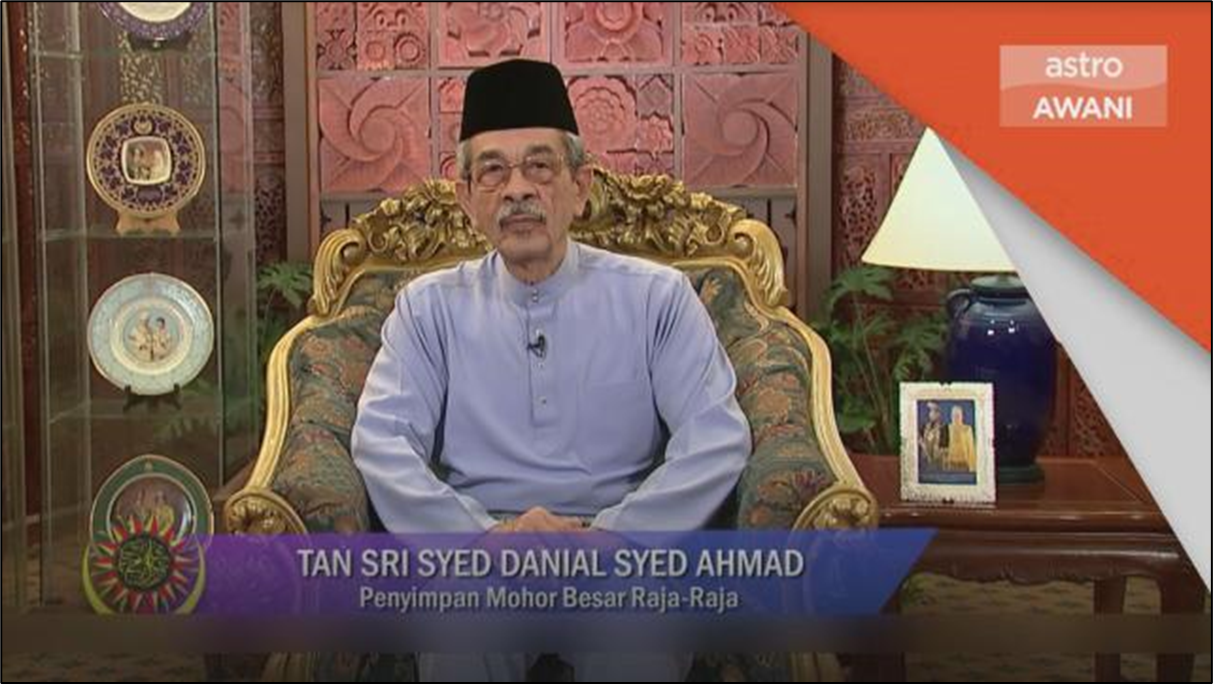 astro
AWANI
TAN SRI SYED DANIAL SYED AHMAD
Penyimpan Mohor Besar Raja-Raja